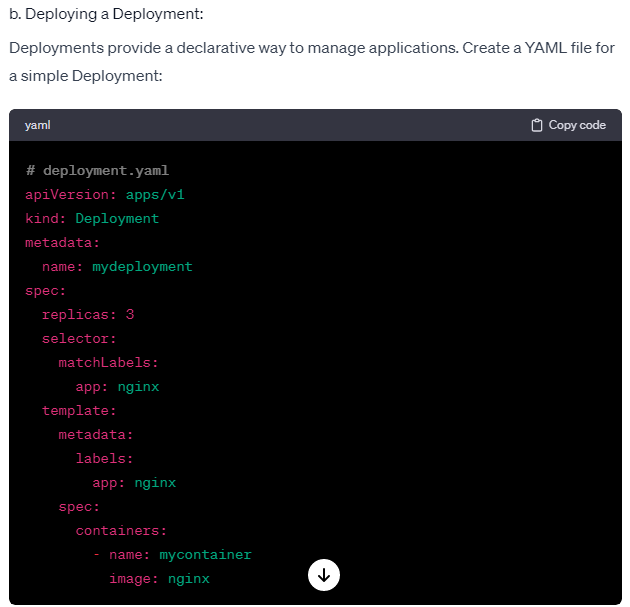 b. Deploying a Deployment:
Deployments provide a declarative way to manage applications. Create a YAML file for
a simple Deployment:
yaml
Copy code
# deployment.yaml
apiVersion: apps/v1
kind: Deployment
metadata:
  name: mydeployment
spec:
  replicas: 3
  selector:
    matchLabels:
      app: nginx
  template:
    metadata:
      labels:
        app: nginx
    spec:
      containers:
        - name: mycontainer
          image: nginx